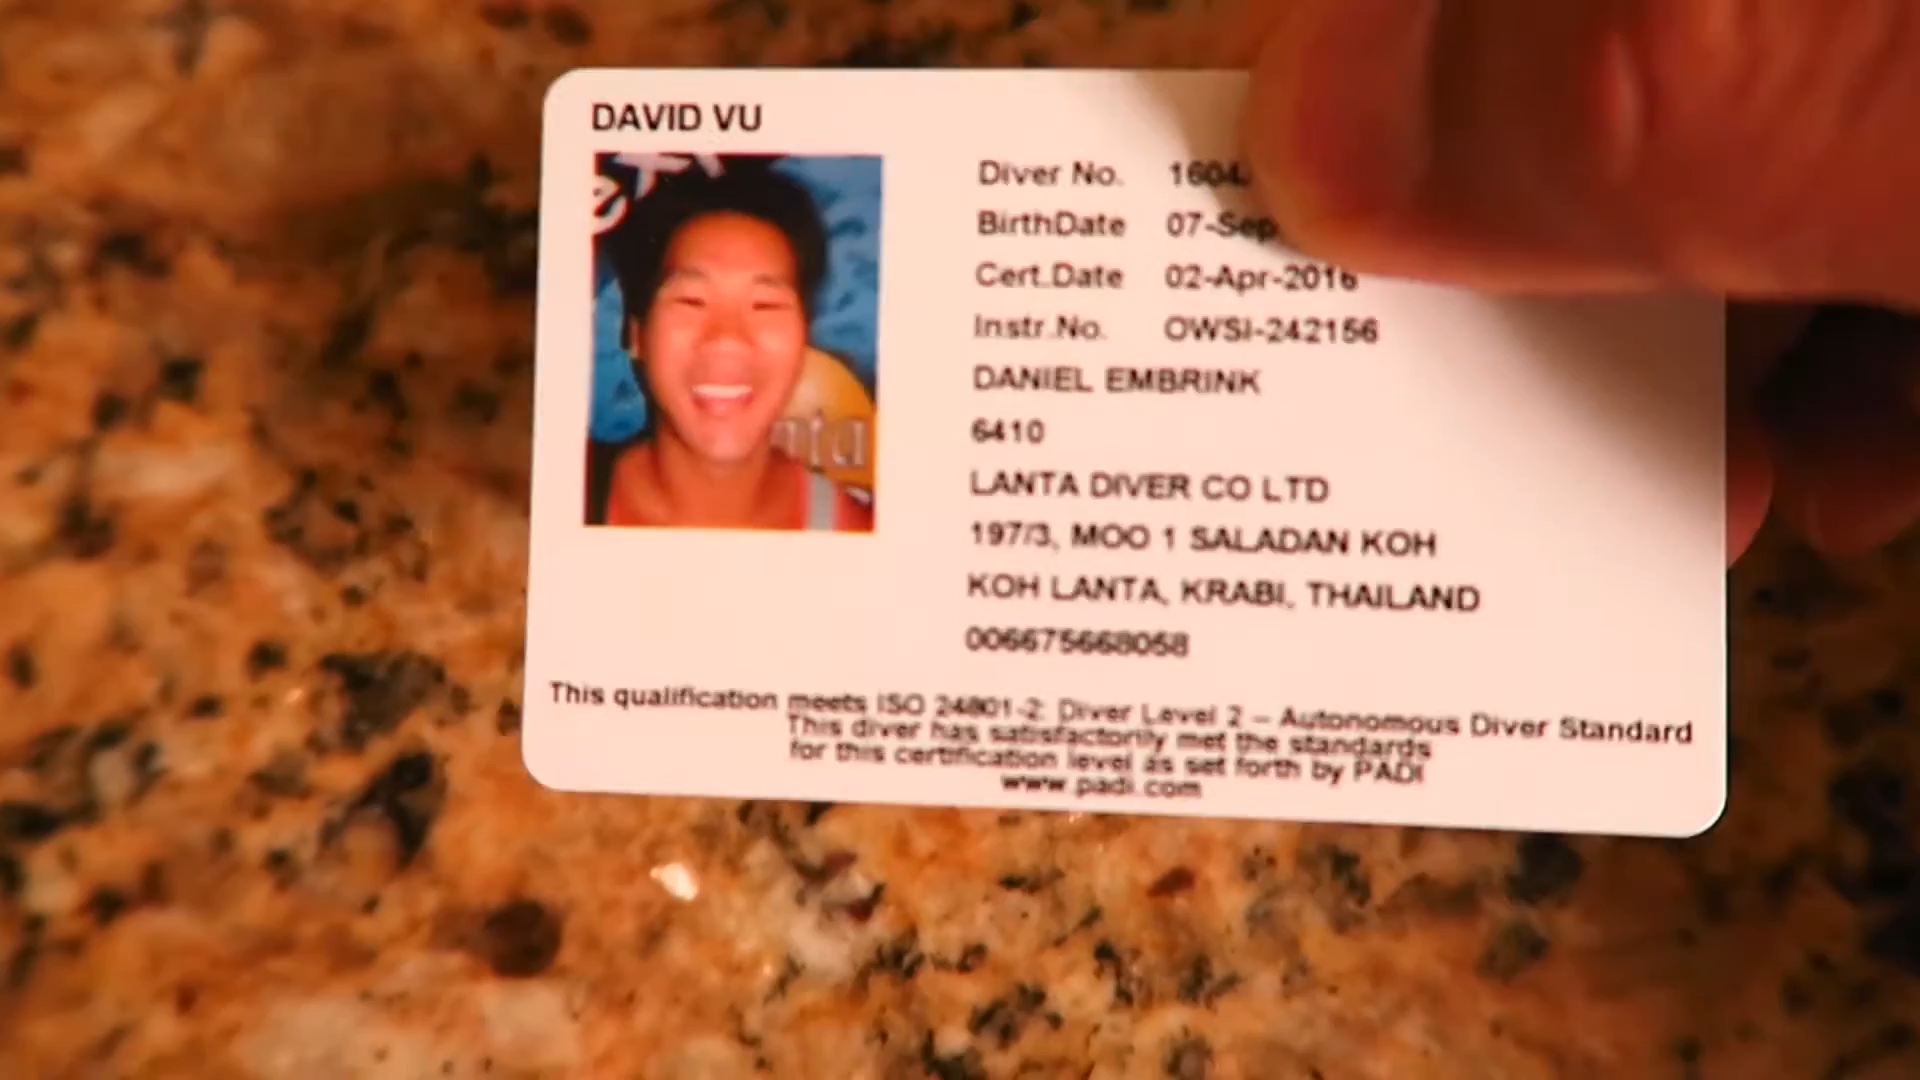 DAVID VU
Diver No. 1604
BirthDate 07-Sep
Cert.Date 02-Apr-2016
Instr.No. OWSI-242156
DANIEL EMBRINK
6410
LANTA DIVER CO LTD
197/3, MOO 1 SALADAN KOH
KOH LANTA, KRABI, THAILAND
006675668058
This qualification meets ISO 24801-2: Diver Level 2 – Autonomous Diver Standard
This diver has satisfactorily met the standards
for this certification level as set forth by PADI
www.padi.com